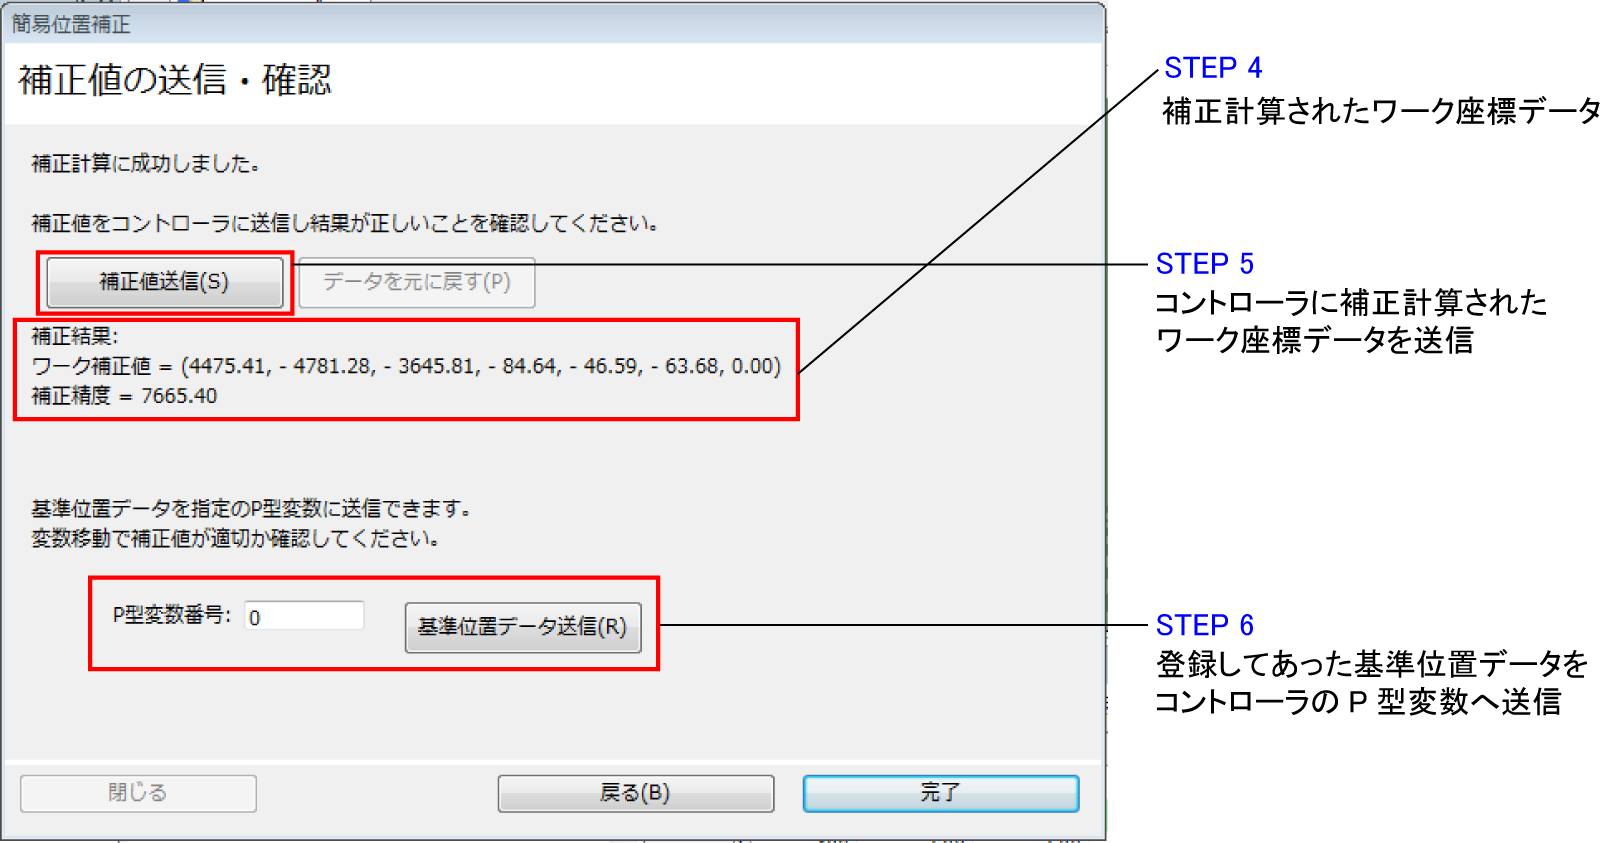 簡易位置補正
補正値の送信・確認
補正計算に成功しました。
補正値をコントローラに送信し結果が正しいことを確認してください。
補正値送信(S)
データを元に戻す(P)
補正結果:
ワーク補正値 = (4475.41, - 4781.28, - 3645.81, - 84.64, - 46.59, - 63.68, 0.00)
補正精度 = 7665.40
基準位置データを指定のP型変数に送信できます。
変数移動で補正値が適切か確認してください。
P型変数番号:
0
基準位置データ送信(R)
閉じる
戻る(B)
完了
STEP 4
補正計算されたワーク座標データ
STEP 5
コントローラに補正計算された
ワーク座標データを送信
STEP 6
登録してあった基準位置データを
コントローラの P 型変数へ送信